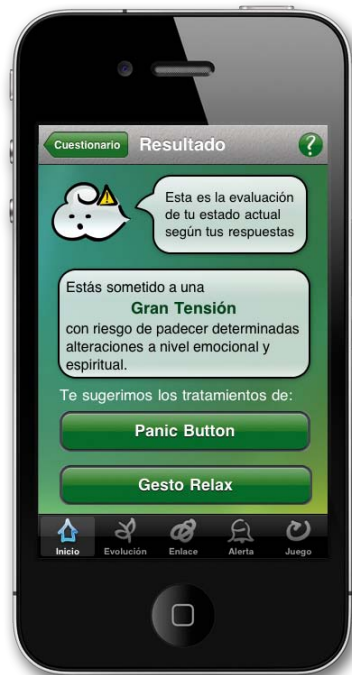 Cuestionario
Resultado
?
Esta es la evaluación
de tu estado actual
según tus respuestas
Estás sometido a una
Gran Tensión
con riesgo de padecer determinadas
alteraciones a nivel emocional y
espiritual.
Te sugerimos los tratamientos de:
Panic Button
Gesto Relax
Inicio
Evolución
Enlace
Alerta
Juego